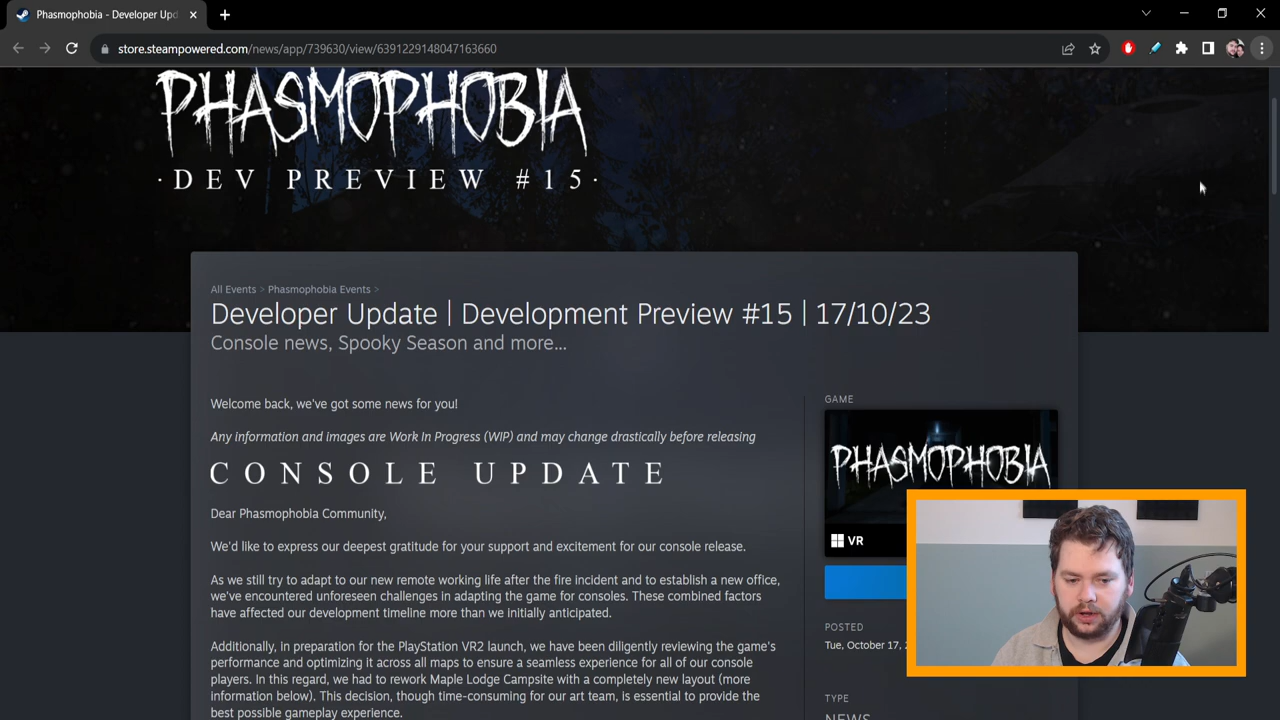 Phasmophobia - Developer Upd
store.steampowered.com/news/app/739630/view/6391229148047163660
PHASMOPHOBIA
·DEV PREVIEW #15·
All Events > Phasmophobia Events >
Developer Update | Development Preview #15 | 17/10/23
Console news, Spooky Season and more...
Welcome back, we've got some news for you!
Any information and images are Work In Progress (WIP) and may change drastically before releasing
CONSOLE UPDATE
Dear Phasmophobia Community,
We'd like to express our deepest gratitude for your support and excitement for our console release.
As we still try to adapt to our new remote working life after the fire incident and to establish a new office,
we've encountered unforeseen challenges in adapting the game for consoles. These combined factors
have affected our development timeline more than we initially anticipated.
Additionally, in preparation for the PlayStation VR2 launch, we have been diligently reviewing the game's
performance and optimizing it across all maps to ensure a seamless experience for all of our console
players. In this regard, we had to rework Maple Lodge Campsite with a completely new layout (more
information below). This decision, though time-consuming for our art team, is essential to provide the
best possible gameplay experience.
GAME
PHASMOPHOBIA
VR
POSTED
Tue, October 17,
TYPE
NEWS